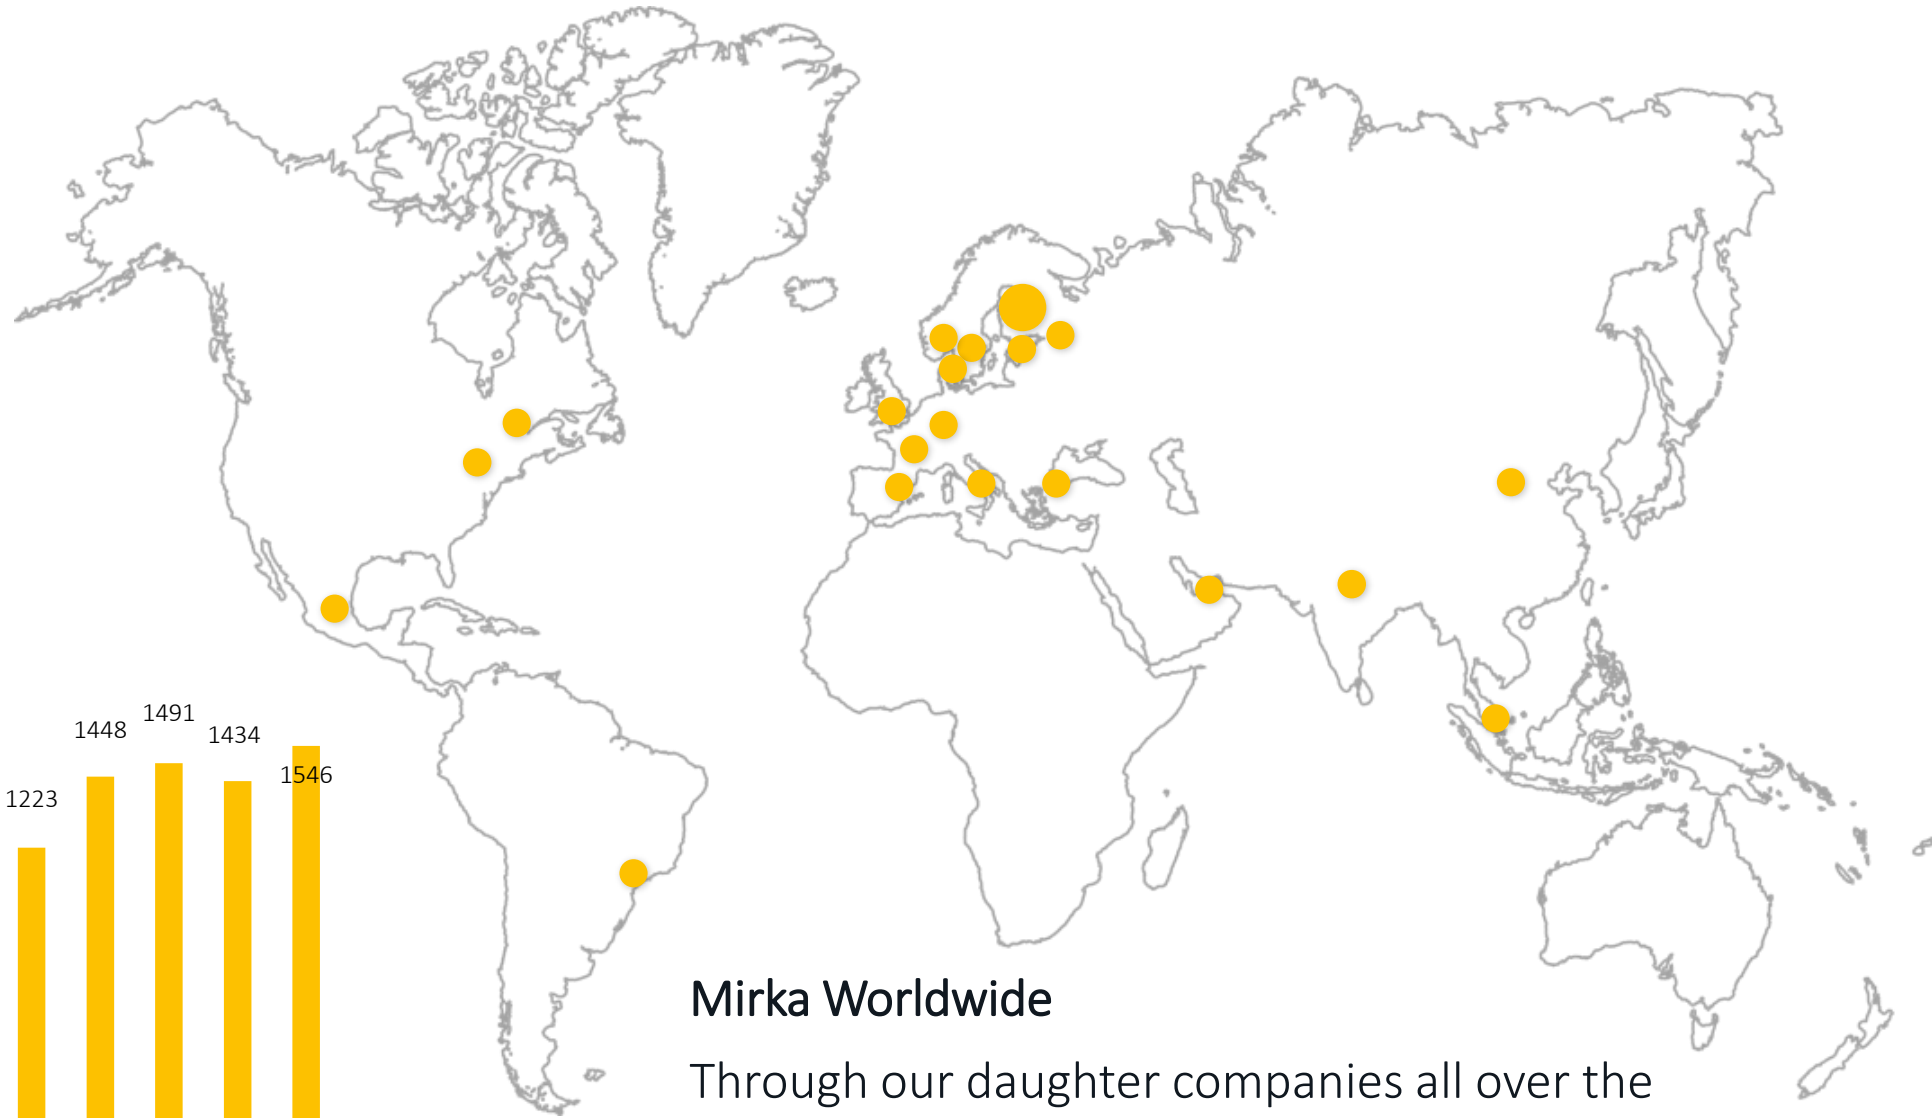 1223
1448
1491
1434
1546
Mirka Worldwide
Through our daughter companies all over the